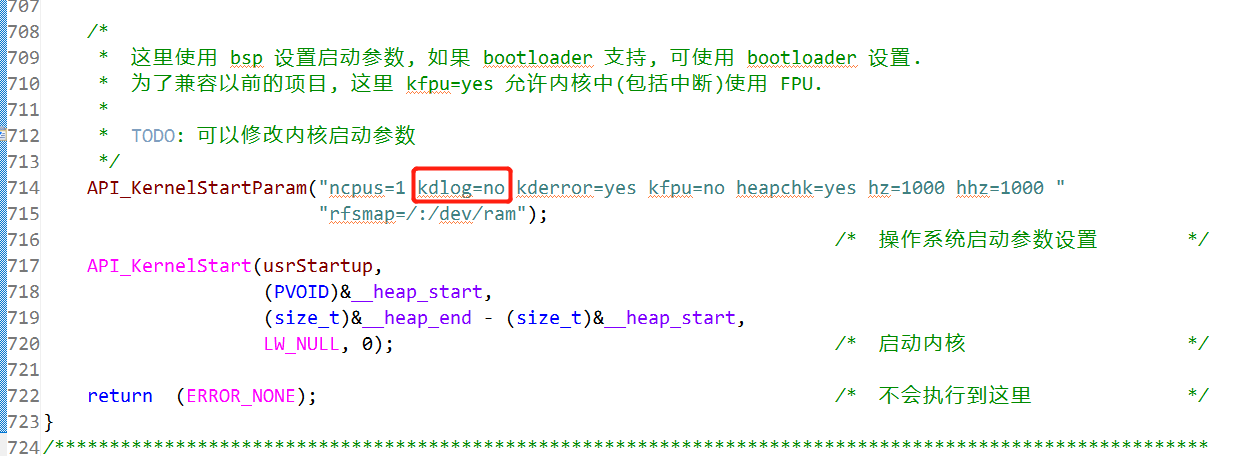 707
708 /*
709  *  这里使用 bsp 设置启动参数, 如果 bootloader 支持, 可使用 bootloader 设置.
710  *  为了兼容以前的项目, 这里 kfpu=yes 允许内核中(包括中断)使用 FPU.
711  *
712  *  TODO: 可以修改内核启动参数
713  */
714 API_KernelStartParam("ncpus=1 kdlog=no kderror=yes kfpu=no heapchk=yes hz=1000 hhz=1000 "
715 "rfsmap=/:/dev/ram");
716 /*  操作系统启动参数设置 */
717 API_KernelStart(usrStartup,
718 (PVOID)&__heap_start,
719 (size_t)&__heap_end - (size_t)&__heap_start,
720 LW_NULL, 0); /*  启动内核 */
721
722 return  (ERROR_NONE); /*  不会执行到这里 */
723 }
724 /*********************************************************************************************************